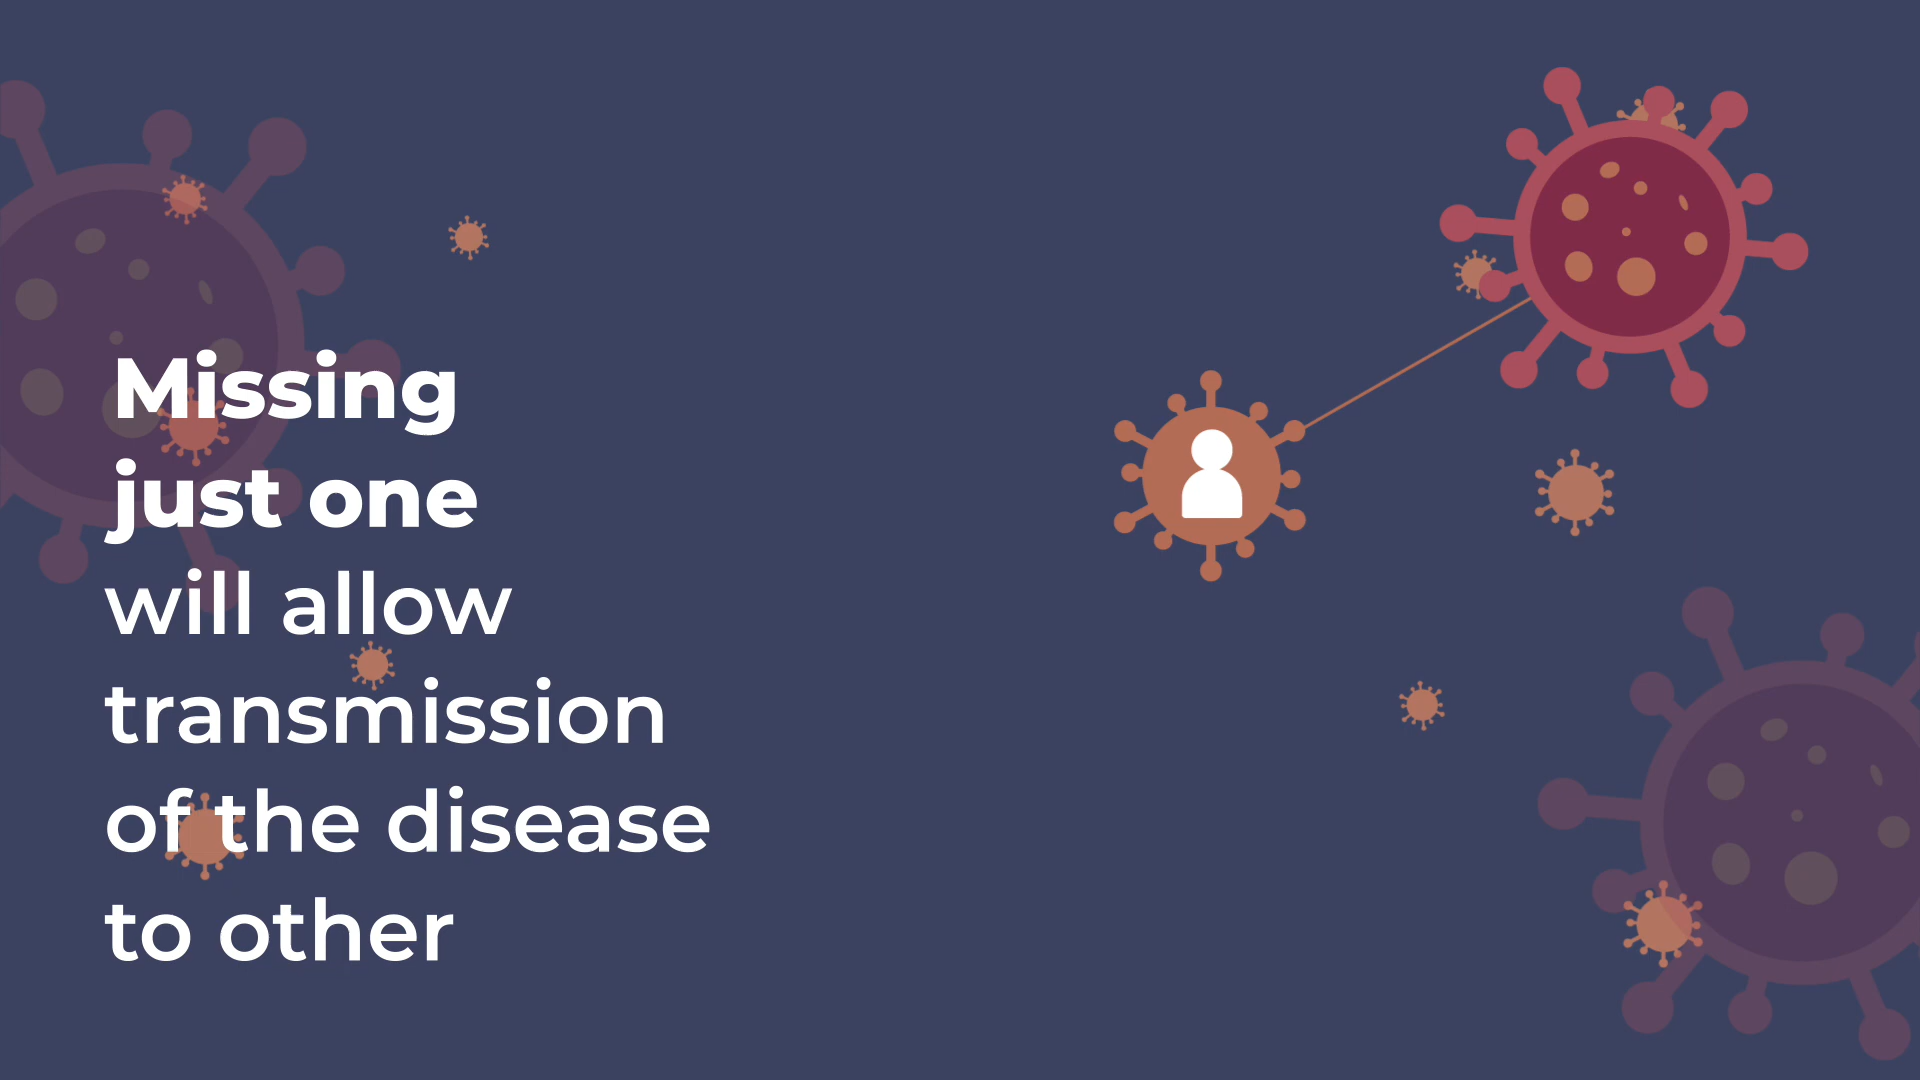 Missing
just one
will allow
transmission
of the disease
to other